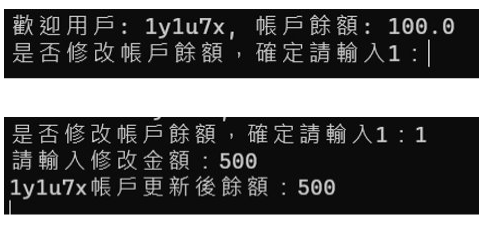 歡迎用戶: 1y1u7x, 帳戶餘額: 100.0
是否修改帳戶餘額，確定請輸入1：
是否修改帳戶餘額，確定請輸入1：1
請輸入修改金額：500
1y1u7x帳戶更新後餘額：500